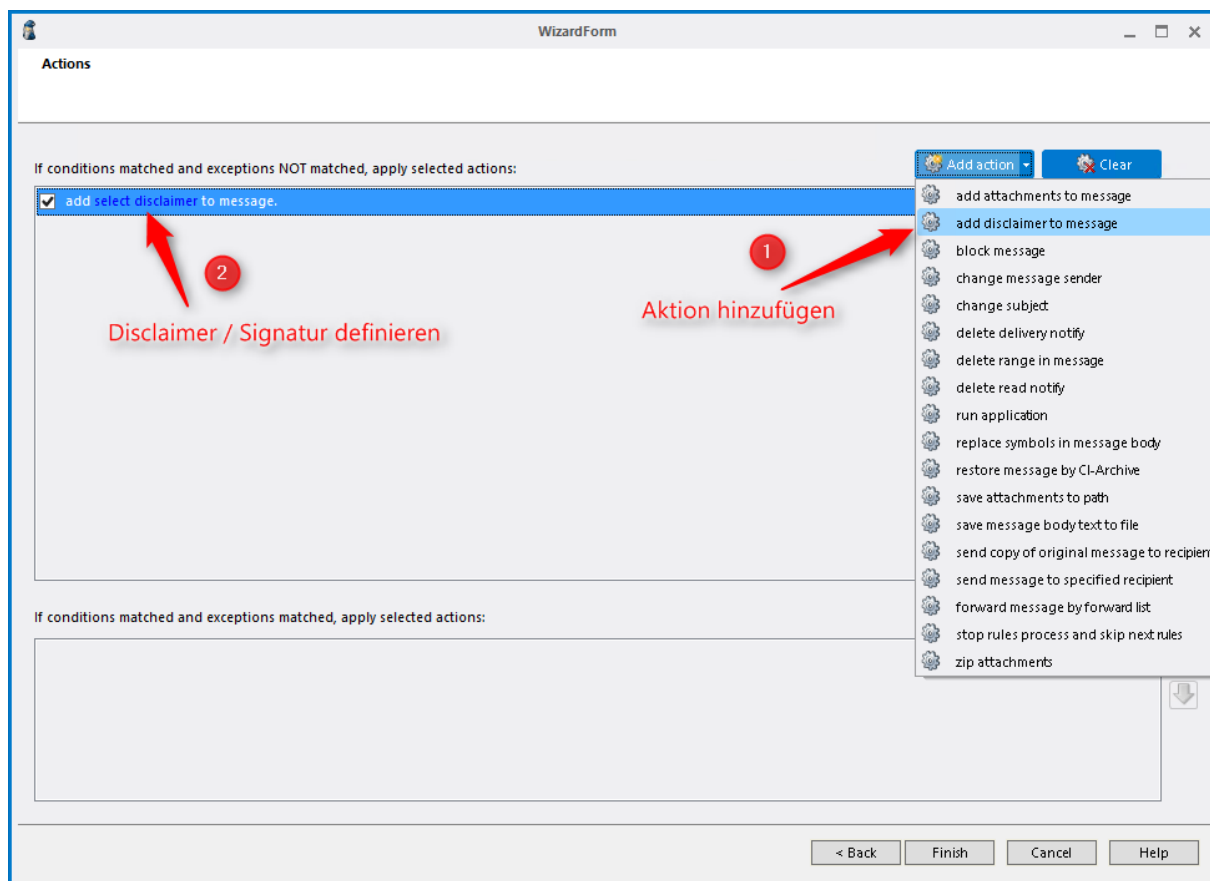 WizardForm
Actions
If conditions matched and exceptions NOT matched, apply selected actions:
Add action
Clear
add select disclaimer to message.
add attachments to message
add disclaimer to message
block message
change message sender
change subject
delete delivery notify
delete range in message
delete read notify
run application
replace symbols in message body
restore message by CI-Archive
save attachments to path
save message body text to file
send copy of original message to recipien
send message to specified recipient
forward message by forward list
stop rules process and skip next rules
zip attachments
1
Aktion hinzufügen
2
Disclaimer / Signatur definieren
If conditions matched and exceptions matched, apply selected actions:
< Back
Finish
Cancel
Help